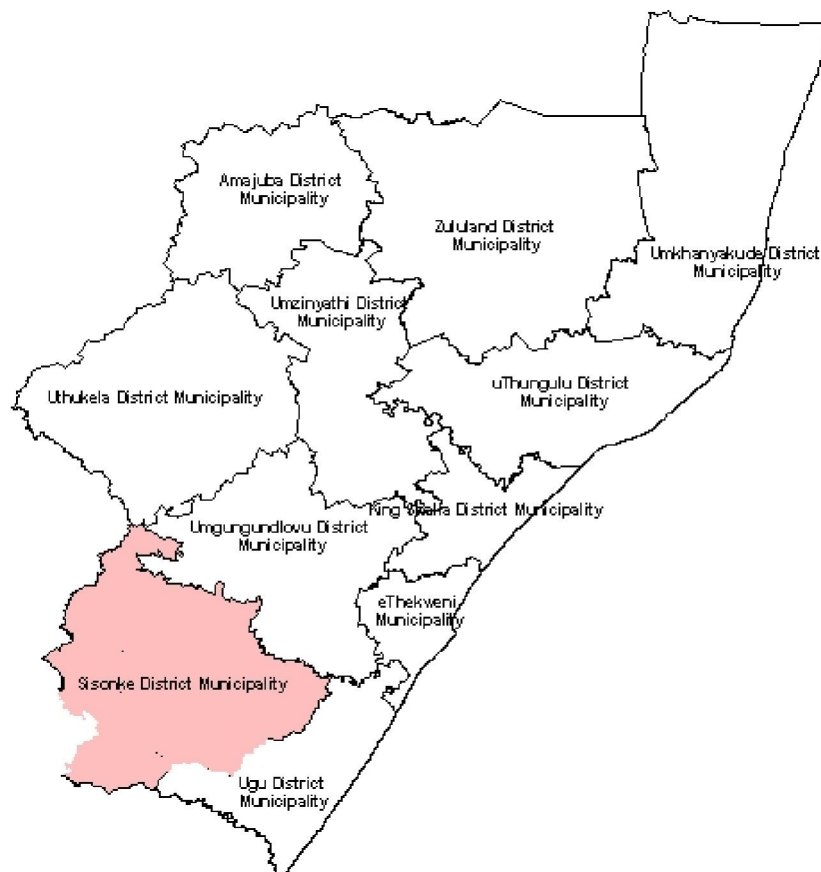 Amajuba District
Municipality
Zululand District
Municipality
Umkhanyakude District
Municipality
Umzinyathi District
Municipality
uThungulu District
Municipality
Uthukela District Municipality
King Shaka District Municipality
Umgungundlovu District
Municipality
eThekweni
Municipality
Sisonke District Municipality
Ugu District
Municipality